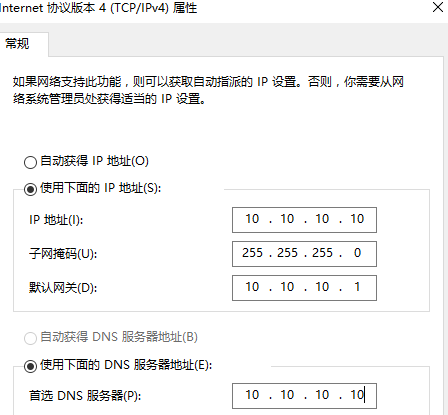 Internet 协议版本 4 (TCP/IPv4) 属性
常规
如果网络支持此功能，则可以获取自动指派的 IP 设置。否则，你需要从网
络系统管理员处获得适当的 IP 设置。
自动获得 IP 地址(O)
使用下面的 IP 地址(S):
IP 地址(I): 10 . 10 . 10 . 10
子网掩码(U): 255 . 255 . 255 . 0
默认网关(D): 10 . 10 . 10 . 1
自动获得 DNS 服务器地址(B)
使用下面的 DNS 服务器地址(E):
首选 DNS 服务器(P): 10 . 10 . 10 . 10